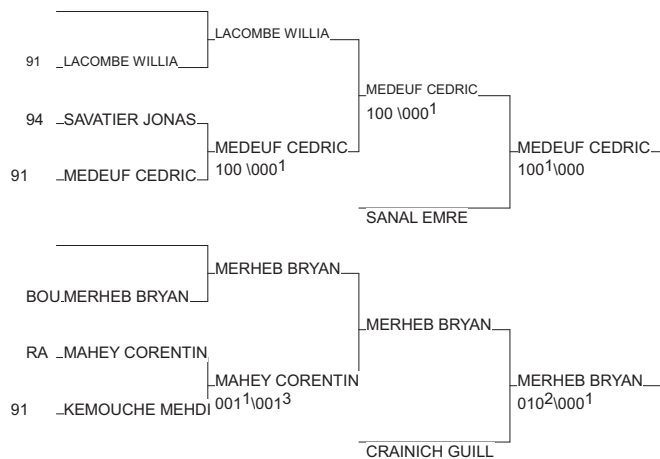 LACOMBE WILLIA
91 LACOMBE WILLIA
MEDEUF CEDRIC
100 \000¹
94 SAVATIER JONAS
MEDEUF CEDRIC
100 \000¹
MEDEUF CEDRIC
100¹\000
91 MEDEUF CEDRIC
SANAL EMRE
MERHEB BRYAN
BOU MERHEB BRYAN
MERHEB BRYAN
RA MAHEY CORENTIN
MAHEY CORENTIN
001¹\001³
MERHEB BRYAN
010²\000¹
91 KEMOUCHE MEHDI
CRAINICH GUILL